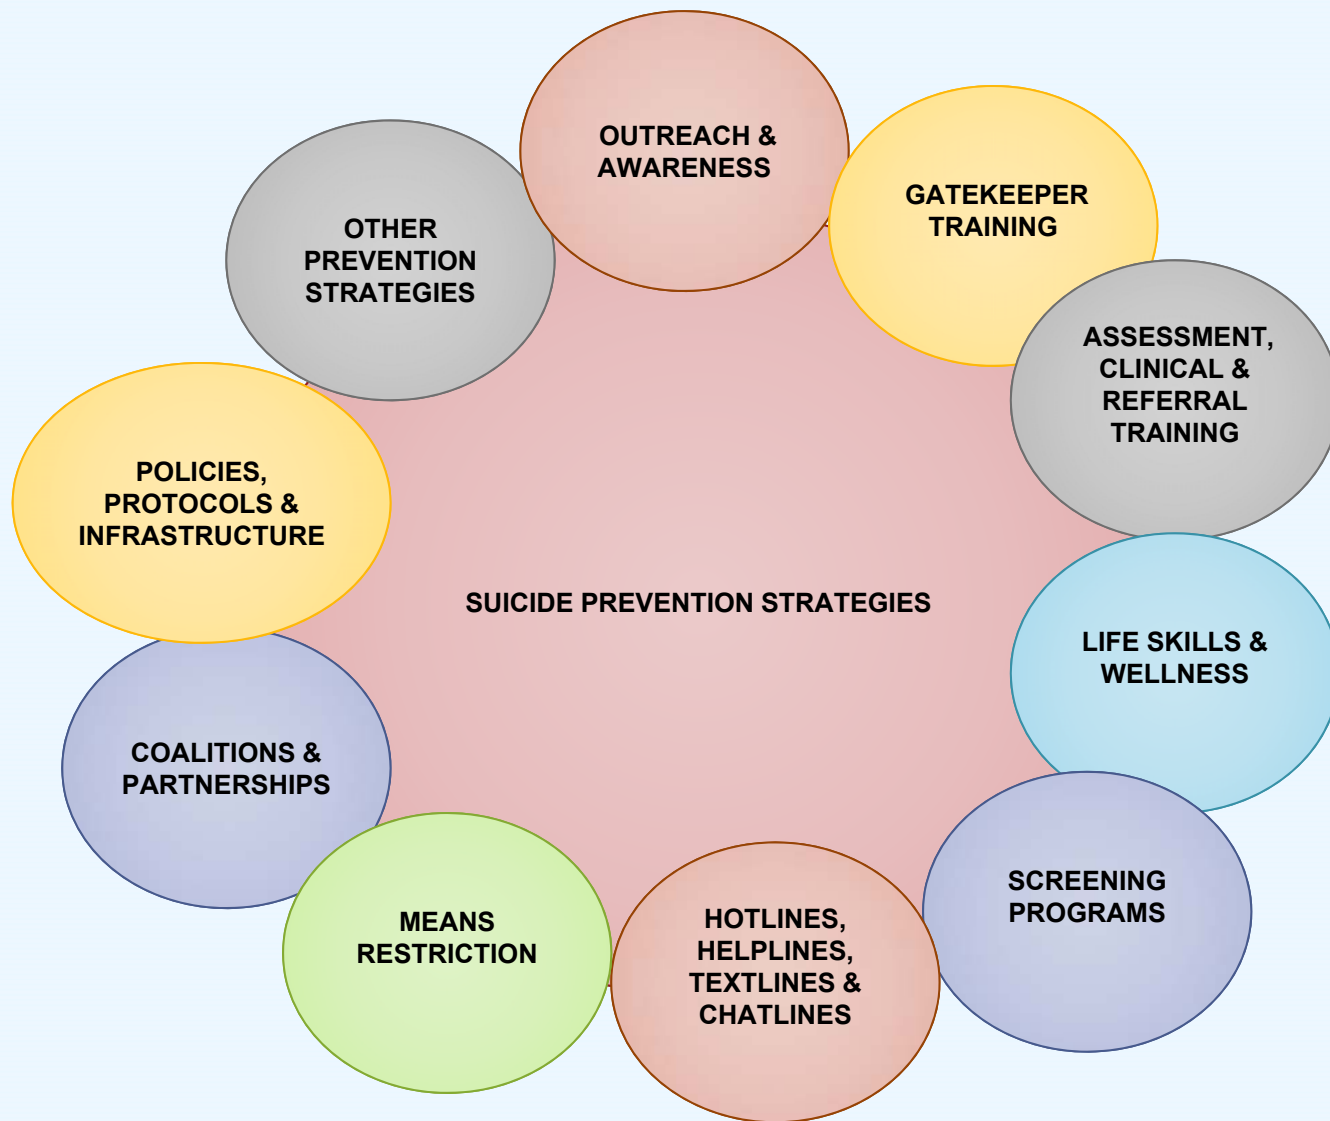 OUTREACH &
AWARENESS
GATEKEEPER
TRAINING
OTHER
PREVENTION
STRATEGIES
ASSESSMENT,
CLINICAL &
REFERRAL
TRAINING
POLICIES,
PROTOCOLS &
INFRASTRUCTURE
SUICIDE PREVENTION STRATEGIES
LIFE SKILLS &
WELLNESS
COALITIONS &
PARTNERSHIPS
SCREENING
PROGRAMS
MEANS
RESTRICTION
HOTLINES,
HELPLINES,
TEXTLINES &
CHATLINES